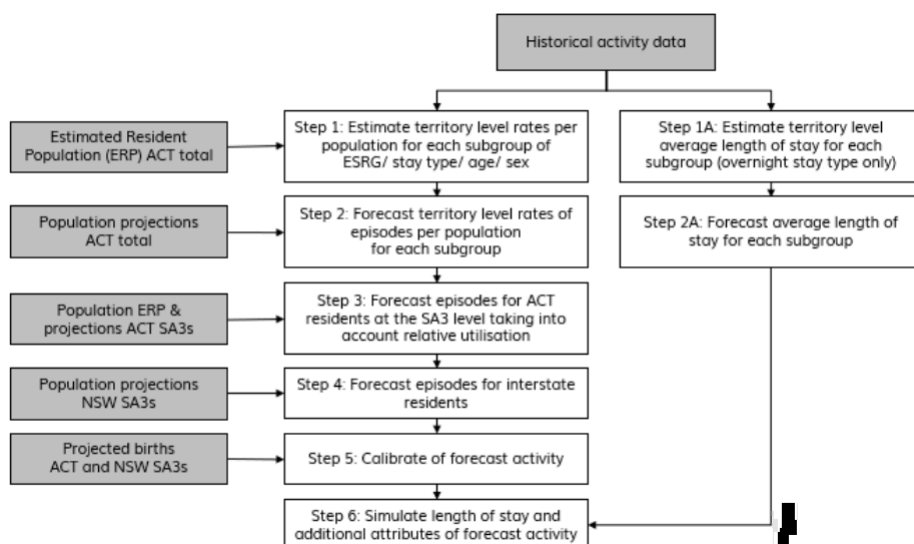 Historical activity data
Estimated Resident
Population (ERP) ACT total
Step 1: Estimate territory level rates per
population for each subgroup of
ESRG/ stay type/ age/ sex
Step 1A: Estimate territory level
average length of stay for each
subgroup (overnight stay type only)
Population projections
ACT total
Step 2: Forecast territory level rates of
episodes per population
for each subgroup
Step 2A: Forecast average length of
stay for each subgroup
Population ERP &
projections ACT SA3s
Step 3: Forecast episodes for ACT
residents at the SA3 level taking into
account relative utilisation
Population projections
NSW SA3s
Step 4: Forecast episodes for interstate
residents
Projected births
ACT and NSW SA3s
Step 5: Calibrate of forecast activity
Step 6: Simulate length of stay and
additional attributes of forecast activity